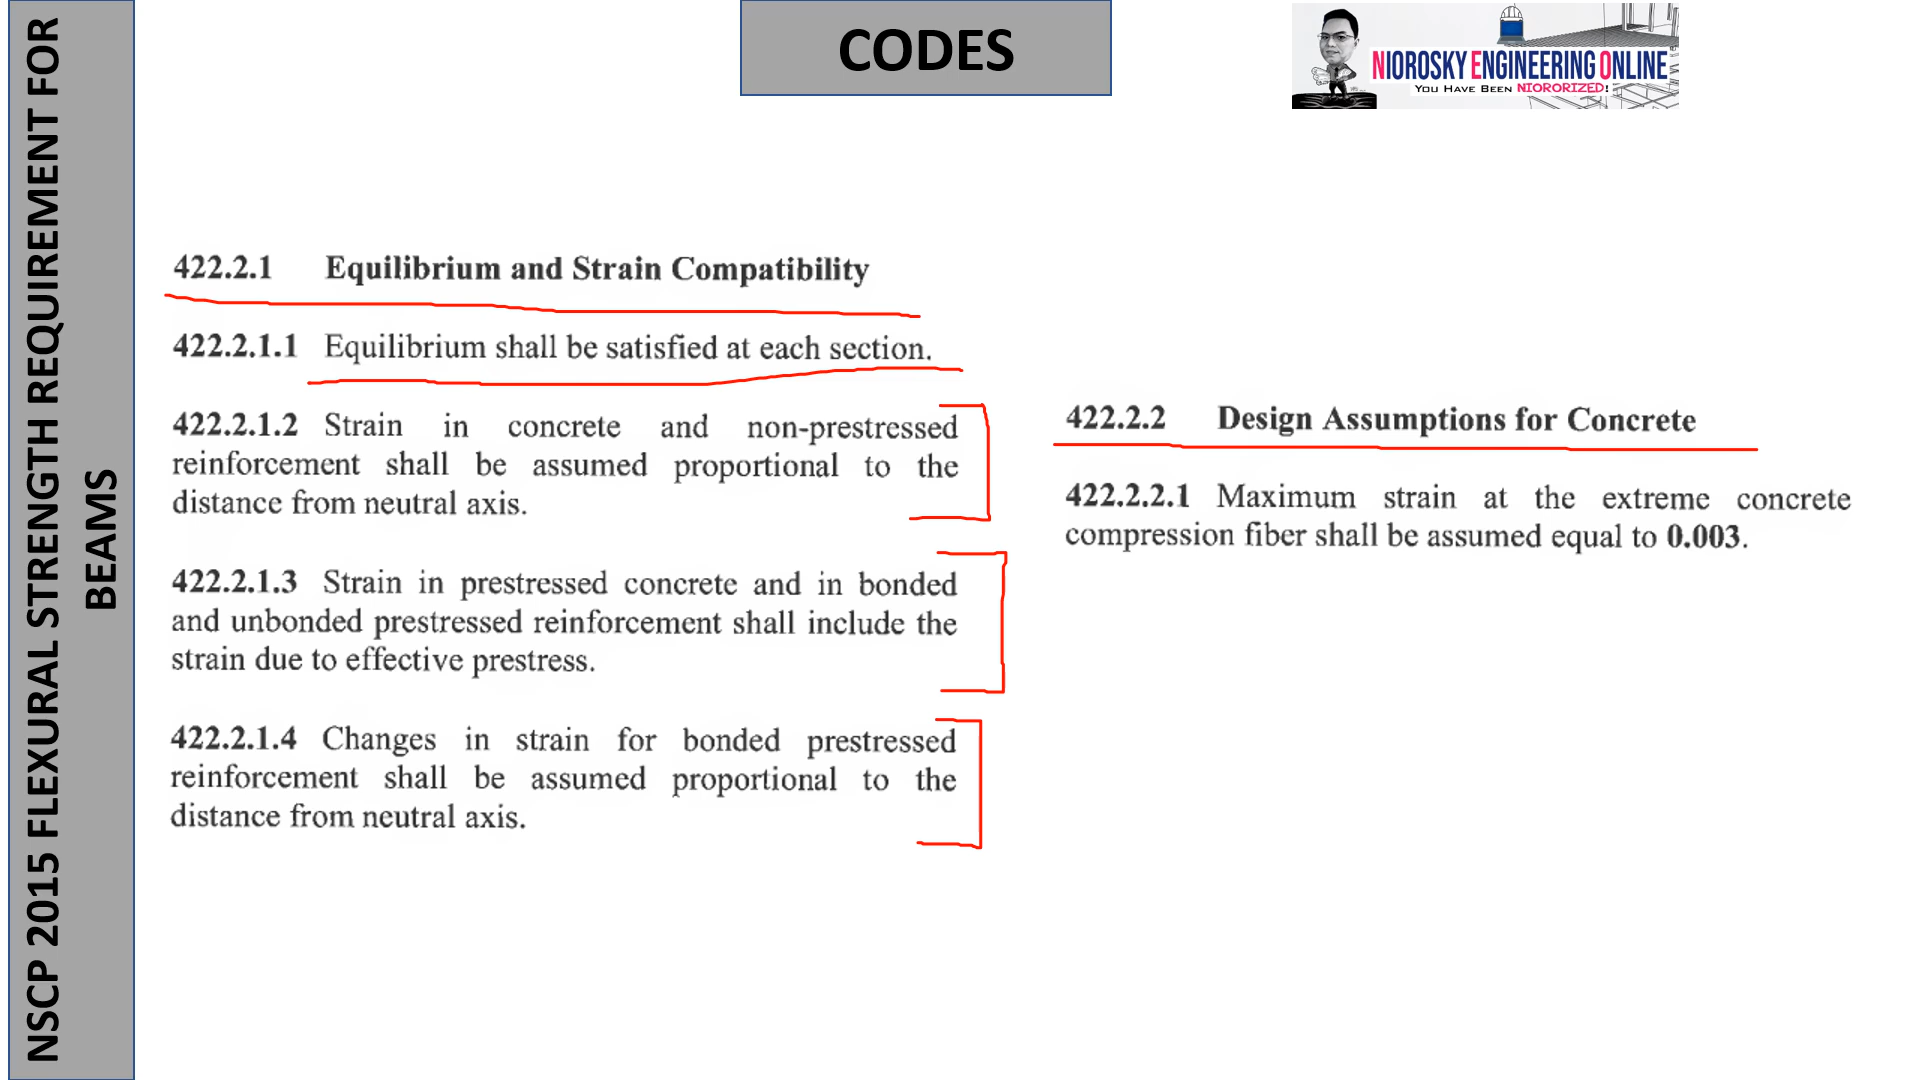 NSCP 2015 FLEXURAL STRENGTH REQUIREMENT FOR
BEAMS
CODES
NIOROSKY ENGINEERING ONLINE
YOU HAVE BEEN NIORORIZED!
422.2.1 Equilibrium and Strain Compatibility
422.2.1.1 Equilibrium shall be satisfied at each section.
422.2.1.2 Strain in concrete and non-prestressed
reinforcement shall be assumed proportional to the
distance from neutral axis.
422.2.1.3 Strain in prestressed concrete and in bonded
and unbonded prestressed reinforcement shall include the
strain due to effective prestress.
422.2.1.4 Changes in strain for bonded prestressed
reinforcement shall be assumed proportional to the
distance from neutral axis.
422.2.2 Design Assumptions for Concrete
422.2.2.1 Maximum strain at the extreme concrete
compression fiber shall be assumed equal to 0.003.